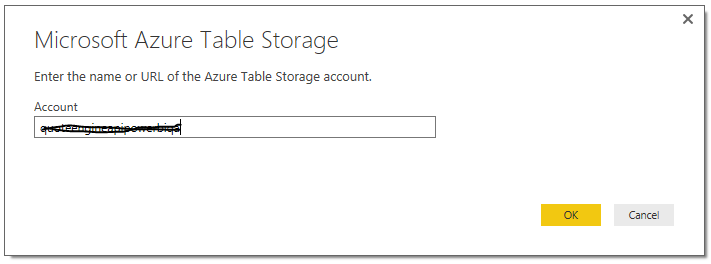 Microsoft Azure Table Storage
Enter the name or URL of the Azure Table Storage account.
Account
OK Cancel